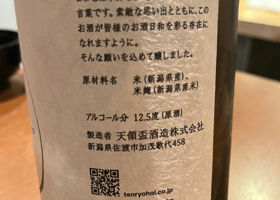 言葉です。素敵な思い出とともに、この
お酒が皆様のお酒日和を彩る存在に
なれますように。
そんな願いを込めて醸しました。
原材料名 米(新潟県産)、
米麹(新潟県産米)
アルコール分 12.5度(原酒)
製造者 天領盃酒造株式会社
新潟県佐渡市加茂歌代458
tenryohai.co.jp